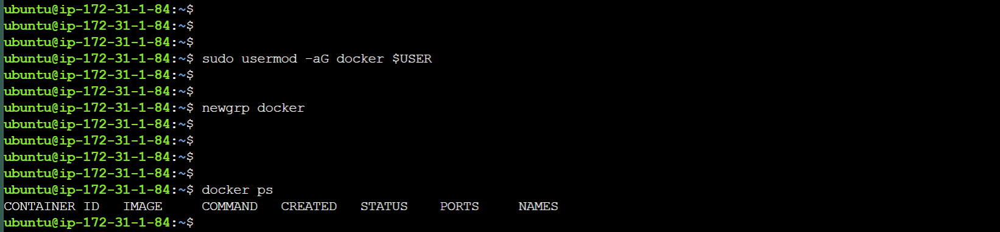 ubuntu@ip-172-31-1-84:~$
ubuntu@ip-172-31-1-84:~$
ubuntu@ip-172-31-1-84:~$
ubuntu@ip-172-31-1-84:~$ sudo usermod -aG docker $USER
ubuntu@ip-172-31-1-84:~$
ubuntu@ip-172-31-1-84:~$
ubuntu@ip-172-31-1-84:~$ newgrp docker
ubuntu@ip-172-31-1-84:~$
ubuntu@ip-172-31-1-84:~$
ubuntu@ip-172-31-1-84:~$
ubuntu@ip-172-31-1-84:~$
ubuntu@ip-172-31-1-84:~$ docker ps
CONTAINER ID   IMAGE     COMMAND   CREATED   STATUS    PORTS     NAMES
ubuntu@ip-172-31-1-84:~$